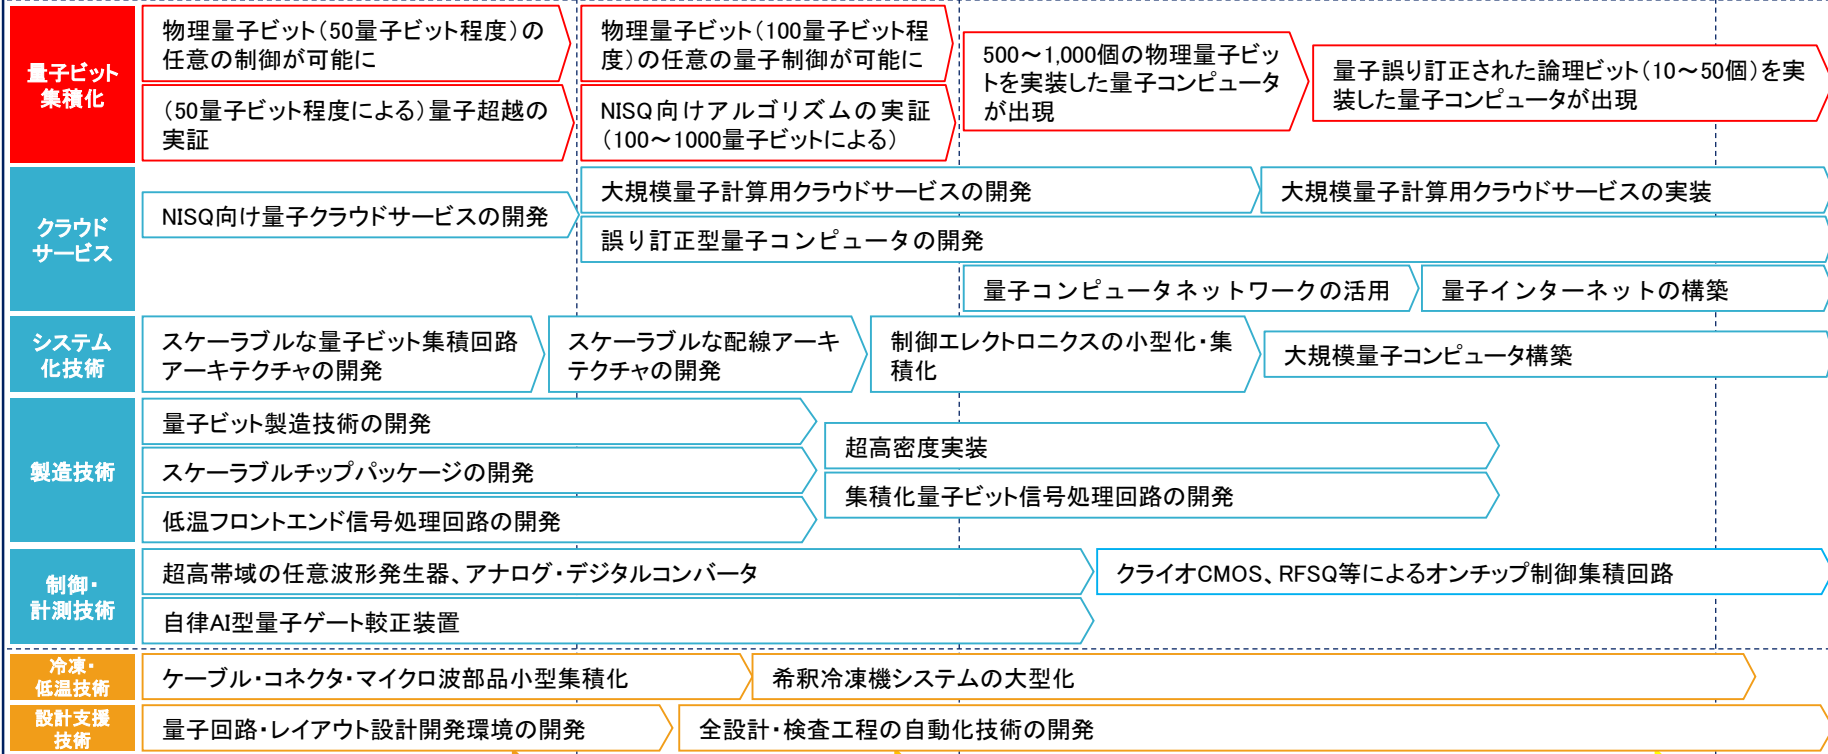 量子ビット
集積化
物理量子ビット（50量子ビット程度）の
任意の制御が可能に
（50量子ビット程度による）量子超越の
実証
物理量子ビット（100量子ビット程
度）の任意の量子制御が可能に
NISQ向けアルゴリズムの実証
（100～1000量子ビットによる）
500～1,000個の物理量子ビッ
トを実装した量子コンピュータ
が出現
量子誤り訂正された論理ビット（10～50個）を実
装した量子コンピュータが出現
クラウド
サービス
NISQ向け量子クラウドサービスの開発
大規模量子計算用クラウドサービスの開発
大規模量子計算用クラウドサービスの実装
誤り訂正型量子コンピュータの開発
量子コンピュータネットワークの活用
量子インターネットの構築
システム
化技術
スケーラブルな量子ビット集積回路
アーキテクチャの開発
スケーラブルな配線アーキ
テクチャの開発
制御エレクトロニクスの小型化・集
積化
大規模量子コンピュータ構築
製造技術
量子ビット製造技術の開発
スケーラブルチップパッケージの開発
低温フロントエンド信号処理回路の開発
超高密度実装
集積化量子ビット信号処理回路の開発
制御・
計測技術
超高帯域の任意波形発生器、アナログ・デジタルコンバータ
自律AI型量子ゲート較正装置
クライオCMOS、RFSQ等によるオンチップ制御集積回路
冷凍・
低温技術
ケーブル・コネクタ・マイクロ波部品小型集積化
希釈冷凍機システムの大型化
設計支援
技術
量子回路・レイアウト設計開発環境の開発
全設計・検査工程の自動化技術の開発